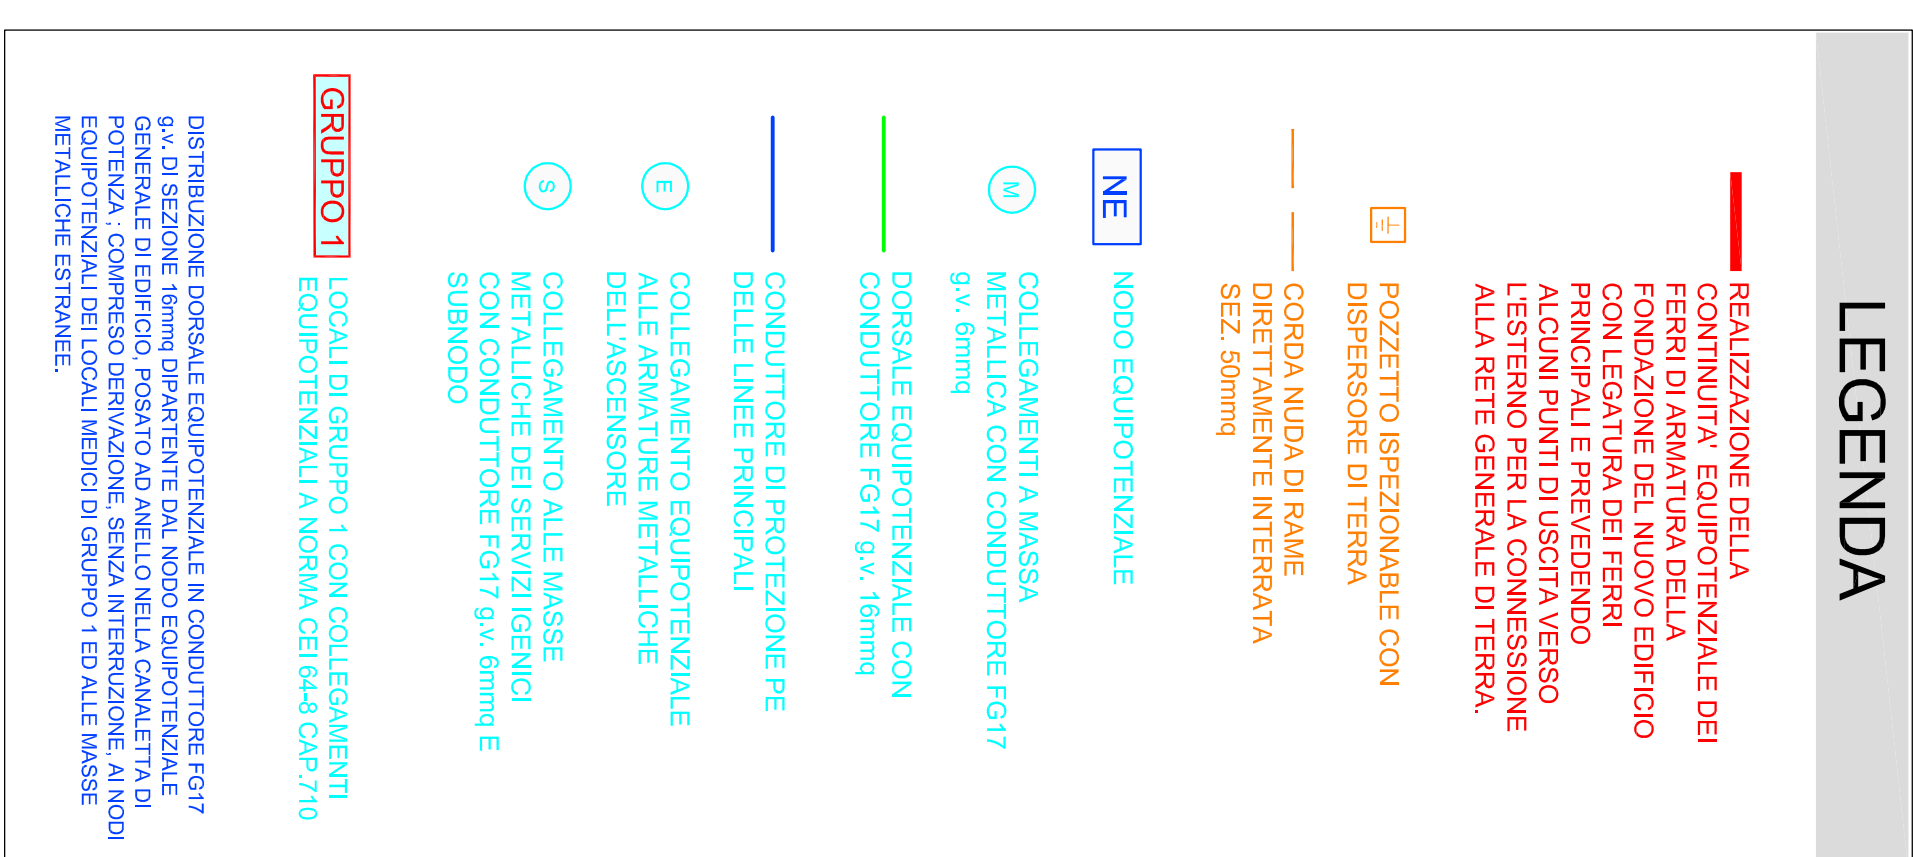 LEGENDA
REALIZZAZIONE DELLA
CONTINUITA' EQUIPOTENZIALE DEI
FERRI DI ARMATURA DELLA
FONDAZIONE DEL NUOVO EDIFICIO
CON LEGATURA DEI FERRI
PRINCIPALI E PREVEDENDO
ALCUNI PUNTI DI USCITA VERSO
L'ESTERNO PER LA CONNESSIONE
ALLA RETE GENERALE DI TERRA.
POZZETTO ISPEZIONABLE CON
DISPERSORE DI TERRA
CORDA NUDA DI RAME
DIRETTAMENTE INTERRATA
SEZ. 50mmq
NE
NODO EQUIPOTENZIALE
M
COLLEGAMENTI A MASSA
METALLICA CON CONDUTTORE FG17
g.v. 6mmq
DORSALE EQUIPOTENZIALE CON
CONDUTTORE FG17 g.v. 16mmq
CONDUTTORE DI PROTEZIONE PE
DELLE LINEE PRINCIPALI
E
COLLEGAMENTO EQUIPOTENZIALE
ALLE ARMATURE METALLICHE
DELL'ASCENSORE
S
COLLEGAMENTO ALLE MASSE
METALLICHE DEI SERVIZI IGENICI
CON CONDUTTORE FG17 g.v. 6mmq E
SUBNODO
GRUPPO 1
LOCALI DI GRUPPO 1 CON COLLEGAMENTI
EQUIPOTENZIALI A NORMA CEI 64-8 CAP.710
DISTRIBUZIONE DORSALE EQUIPOTENZIALE IN CONDUTTORE FG17
g.v. DI SEZIONE 16mmq DIPARTENTE DAL NODO EQUIPOTENZIALE
GENERALE DI EDIFICIO, POSATO AD ANELLO NELLA CANALETTA DI
POTENZA ; COMPRESO DERIVAZIONE, SENZA INTERRUZIONE, AI NODI
EQUIPOTENZIALI DEI LOCALI MEDICI DI GRUPPO 1 ED ALLE MASSE
METALLICHE ESTRANEE.